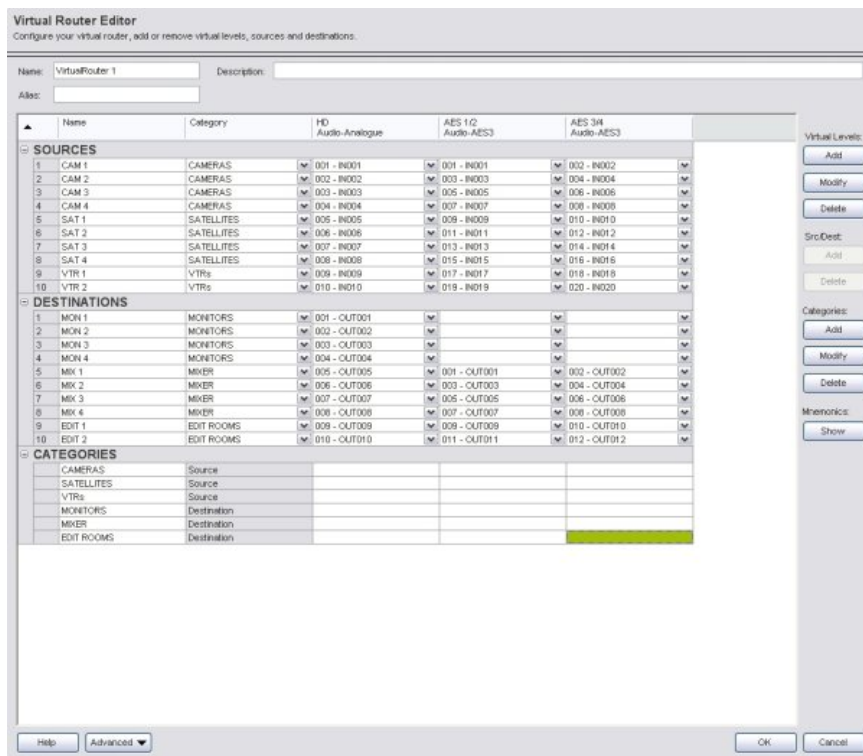 Virtual Router Editor
Configure your virtual router, add or remove virtual levels, sources and destinations.
Name: VirtualRouter 1 Description:
Alias:
Name Category HD Audio-Analogue AES 1/2 Audio-AES3 AES 3/4 Audio-AES3
SOURCES
1 CAM 1 CAMERAS 001 - IN001 001 - IN001 002 - IN002
2 CAM 2 CAMERAS 002 - IN002 003 - IN003 004 - IN004
3 CAM 3 CAMERAS 003 - IN003 005 - IN005 006 - IN006
4 CAM 4 CAMERAS 004 - IN004 007 - IN007 008 - IN008
5 SAT 1 SATELLITES 005 - IN005 009 - IN009 010 - IN010
6 SAT 2 SATELLITES 006 - IN006 011 - IN011 012 - IN012
7 SAT 3 SATELLITES 007 - IN007 013 - IN013 014 - IN014
8 SAT 4 SATELLITES 008 - IN008 015 - IN015 016 - IN016
9 VTR 1 VTRs 009 - IN009 017 - IN017 018 - IN018
10 VTR 2 VTRs 010 - IN010 019 - IN019 020 - IN020
DESTINATIONS
1 MON 1 MONITORS 001 - OUT001
2 MON 2 MONITORS 002 - OUT002
3 MON 3 MONITORS 003 - OUT003
4 MON 4 MONITORS 004 - OUT004
5 MIX 1 MIXER 005 - OUT005 001 - OUT001 002 - OUT002
6 MIX 2 MIXER 006 - OUT006 003 - OUT003 004 - OUT004
7 MIX 3 MIXER 007 - OUT007 005 - OUT005 006 - OUT006
8 MIX 4 MIXER 008 - OUT008 007 - OUT007 008 - OUT008
9 EDIT 1 EDIT ROOMS 009 - OUT009 009 - OUT009 010 - OUT010
10 EDIT 2 EDIT ROOMS 010 - OUT010 011 - OUT011 012 - OUT012
CATEGORIES
CAMERAS Source
SATELLITES Source
VTRs Source
MONITORS Destination
MIXER Destination
EDIT ROOMS Destination
Virtual Levels:
Add
Modify
Delete
Src/Dest:
Add
Delete
Categories:
Add
Modify
Delete
Mnemonics:
Show
Help Advanced OK Cancel